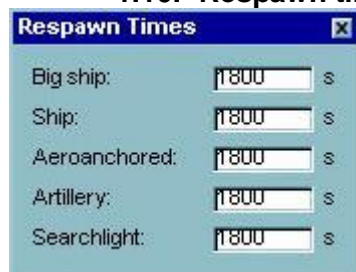 Respawn Times
Big ship: 1800 s
Ship: 1800 s
Aeroanchored: 1800 s
Artillery: 1800 s
Searchlight: 1800 s